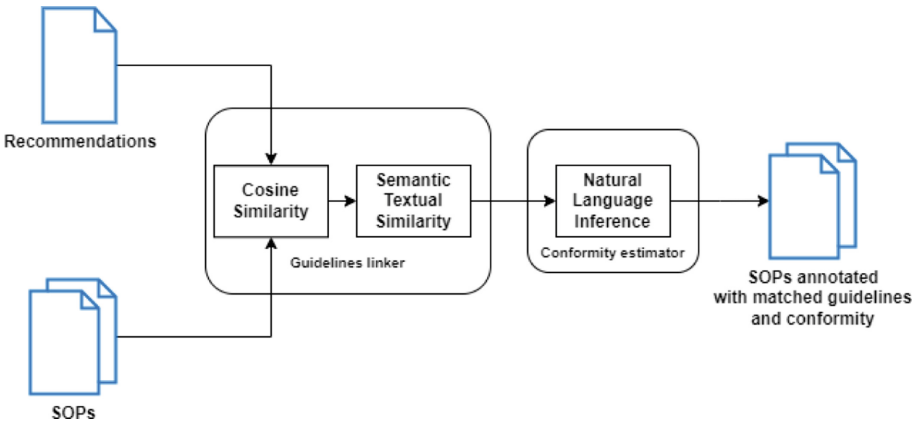 Recommendations
Cosine
Similarity
Semantic
Textual
Similarity
Guidelines linker
Natural
Language
Inference
Conformity estimator
SOPs annotated
with matched guidelines
and conformity
SOPs